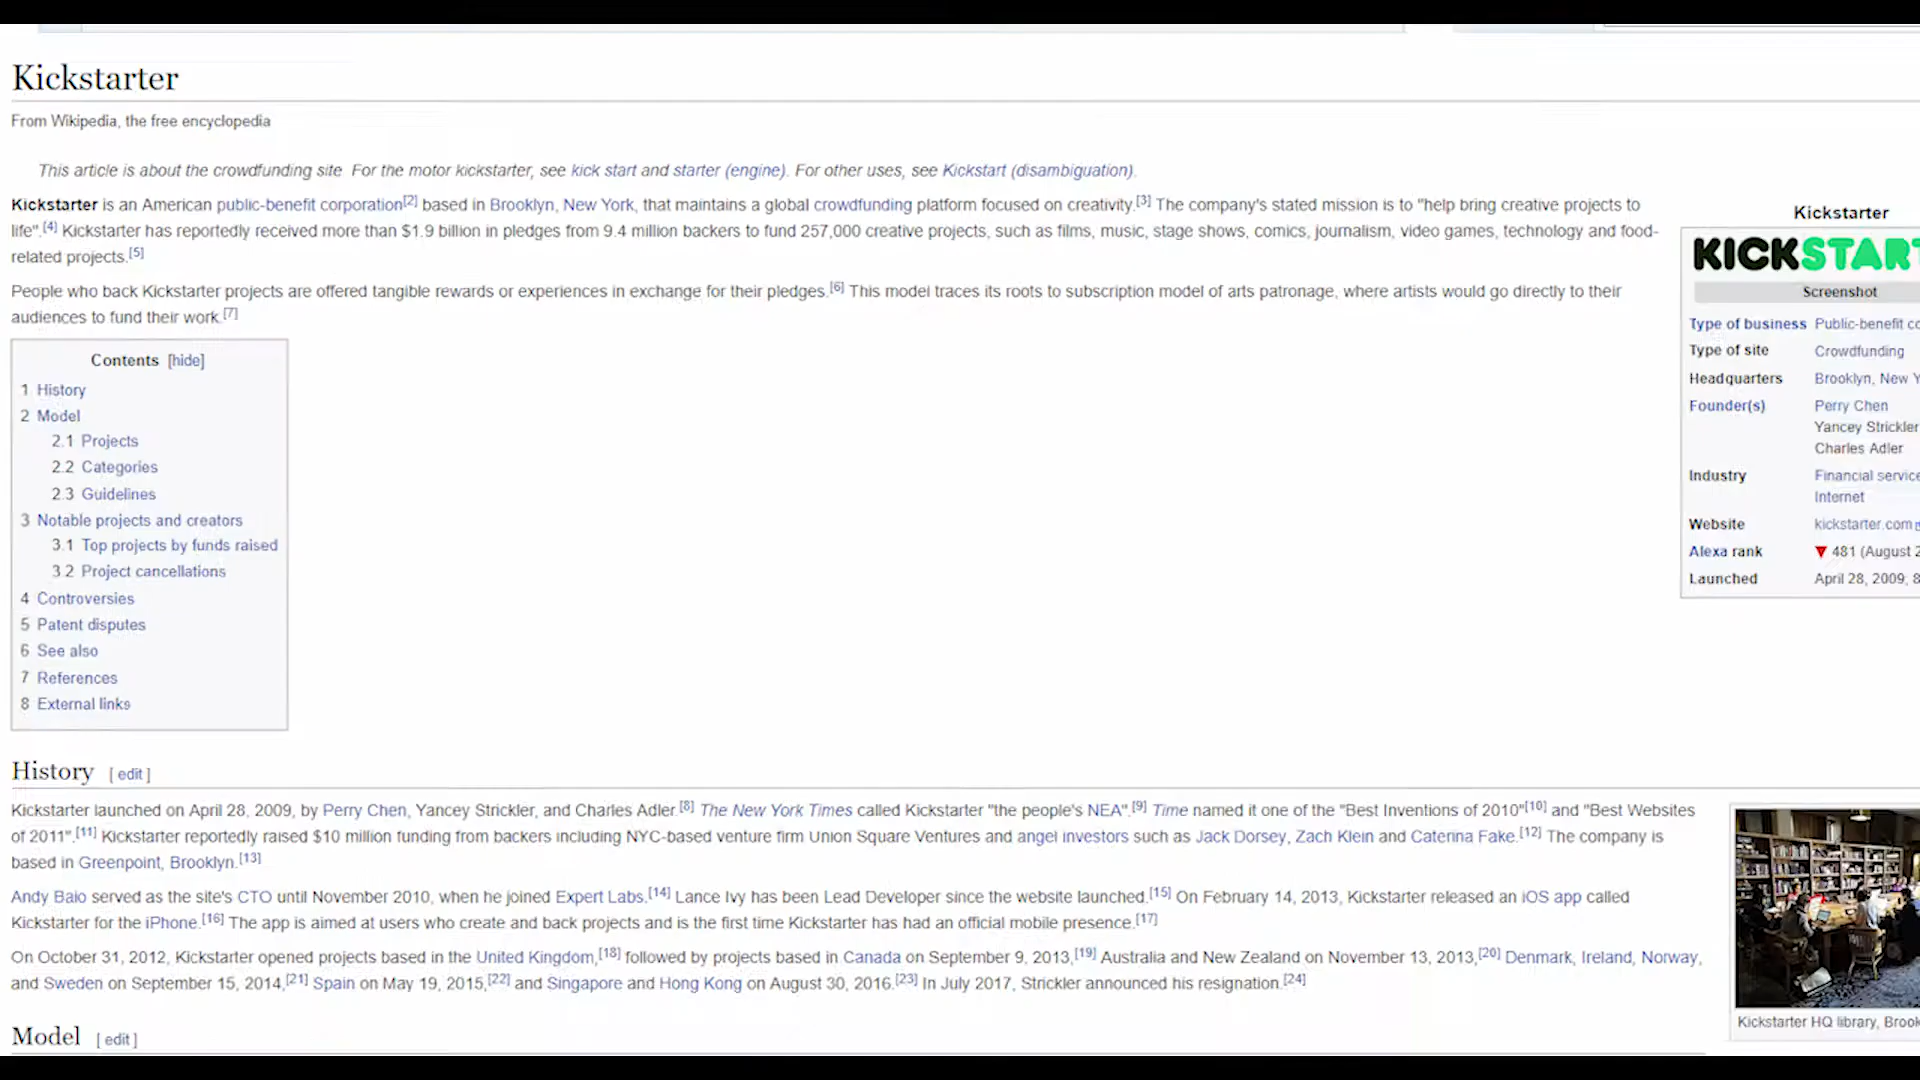 Kickstarter
From Wikipedia, the free encyclopedia
This article is about the crowdfunding site. For the motor kickstarter, see kick start and starter (engine). For other uses, see Kickstart (disambiguation).
Kickstarter is an American public-benefit corporation[2] based in Brooklyn, New York, that maintains a global crowdfunding platform focused on creativity.[3] The company's stated mission is to "help bring creative projects to
life".[4] Kickstarter has reportedly received more than $1.9 billion in pledges from 9.4 million backers to fund 257,000 creative projects, such as films, music, stage shows, comics, journalism, video games, technology and food-
related projects.[5]
People who back Kickstarter projects are offered tangible rewards or experiences in exchange for their pledges.[6] This model traces its roots to subscription model of arts patronage, where artists would go directly to their
audiences to fund their work.[7]
Contents [hide]
1 History
2 Model
2.1 Projects
2.2 Categories
2.3 Guidelines
3 Notable projects and creators
3.1 Top projects by funds raised
3.2 Project cancellations
4 Controversies
5 Patent disputes
6 See also
7 References
8 External links
Kickstarter
KICKSTART
Screenshot
Type of business Public-benefit co
Type of site Crowdfunding
Headquarters Brooklyn, New Y
Founder(s) Perry Chen
Yancey Strickler
Charles Adler
Industry Financial service
Internet
Website kickstarter.com
Alexa rank ▼ 481 (August 2
Launched April 28, 2009; 8
History [ edit ]
Kickstarter launched on April 28, 2009, by Perry Chen, Yancey Strickler, and Charles Adler.[8] The New York Times called Kickstarter "the people's NEA".[9] Time named it one of the "Best Inventions of 2010"[10] and "Best Websites
of 2011".[11] Kickstarter reportedly raised $10 million funding from backers including NYC-based venture firm Union Square Ventures and angel investors such as Jack Dorsey, Zach Klein and Caterina Fake.[12] The company is
based in Greenpoint, Brooklyn.[13]
Andy Baio served as the site's CTO until November 2010, when he joined Expert Labs.[14] Lance Ivy has been Lead Developer since the website launched.[15] On February 14, 2013, Kickstarter released an iOS app called
Kickstarter for the iPhone.[16] The app is aimed at users who create and back projects and is the first time Kickstarter has had an official mobile presence.[17]
On October 31, 2012, Kickstarter opened projects based in the United Kingdom,[18] followed by projects based in Canada on September 9, 2013,[19] Australia and New Zealand on November 13, 2013,[20] Denmark, Ireland, Norway,
and Sweden on September 15, 2014,[21] Spain on May 19, 2015,[22] and Singapore and Hong Kong on August 30, 2016.[23] In July 2017, Strickler announced his resignation.[24]
Kickstarter HQ library, Brook
Model [ edit ]